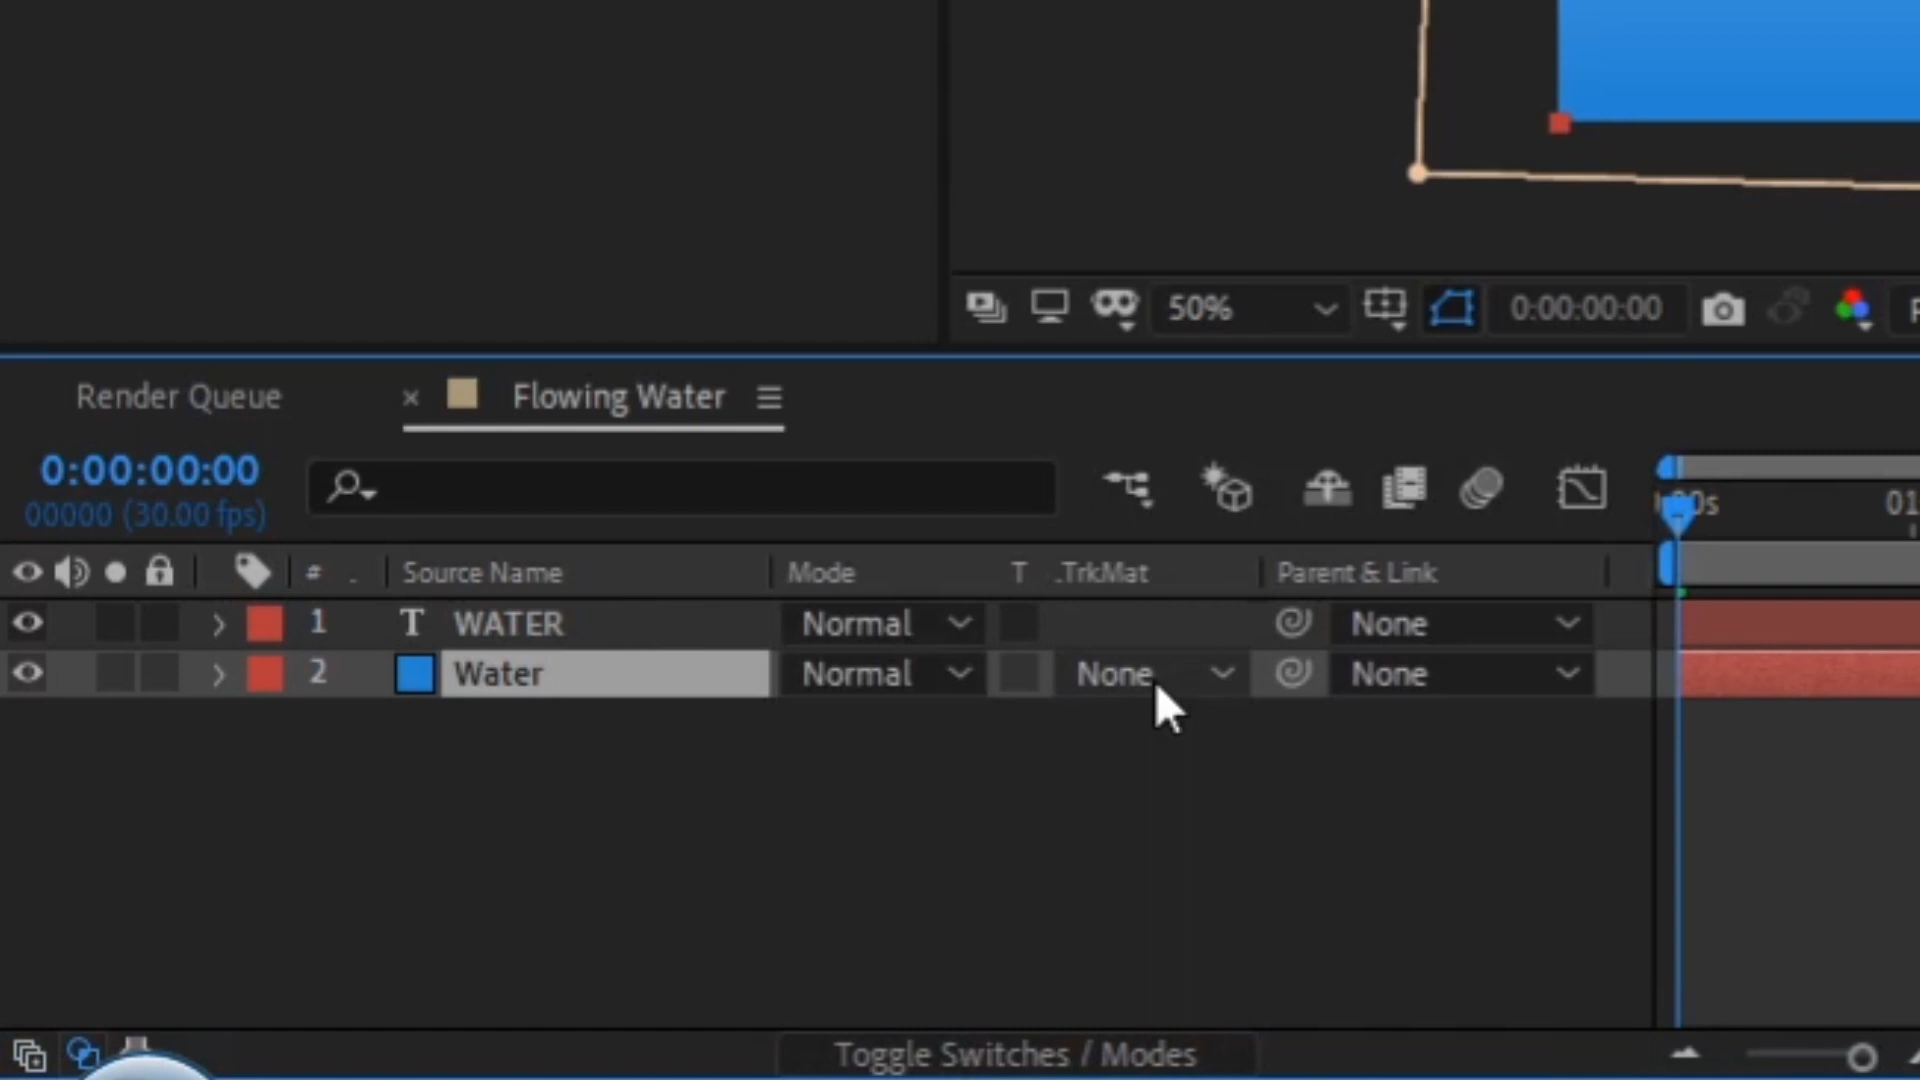 50%
0:00:00:00
Render Queue
× Flowing Water
0:00:00:00
00000 (30.00 fps)
01
# . Source Name Mode T .TrkMat Parent & Link
1 T WATER Normal None
2 Water Normal None None
Toggle Switches / Modes